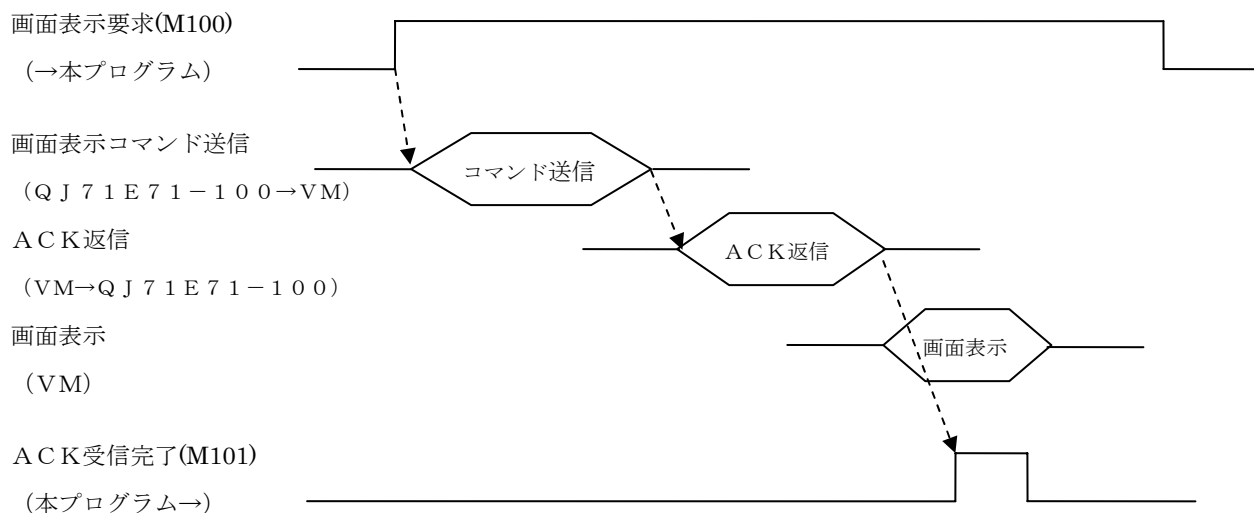 画面表示要求(M100)
（→本プログラム）
画面表示コマンド送信
（ＱＪ７１Ｅ７１－１００→ＶＭ）
コマンド送信
ＡＣＫ返信
（ＶＭ→ＱＪ７１Ｅ７１－１００）
ＡＣＫ返信
画面表示
（ＶＭ）
画面表示
ＡＣＫ受信完了(M101)
（本プログラム→）